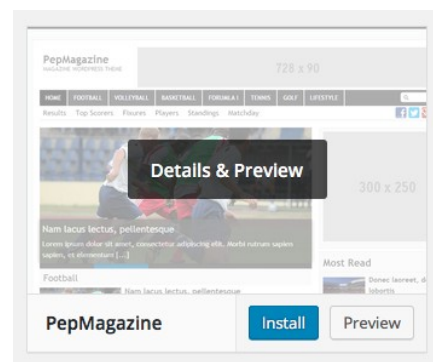 PepMagazine
MAGAZINE WORDPRESS THEME
728 x 90
HOME FOOTBALL VOLLEYBALL BASKETBALL FORUMLA 1 TENNIS GOLF LIFESTYLE
Results Top Scorers Fixures Players Standings Matchday
Details & Preview
300 x 250
Nam lacus lectus, pellentesque
Lorem ipsum dolor sit amet, consectetur adipiscing elit. Morbi rutrum sapien
sapien, et elementum [...]
Most Read
Football
Donec laoreet, d
lobortis
Nam lacus lectus, pellentesque
PepMagazine
Install
Preview